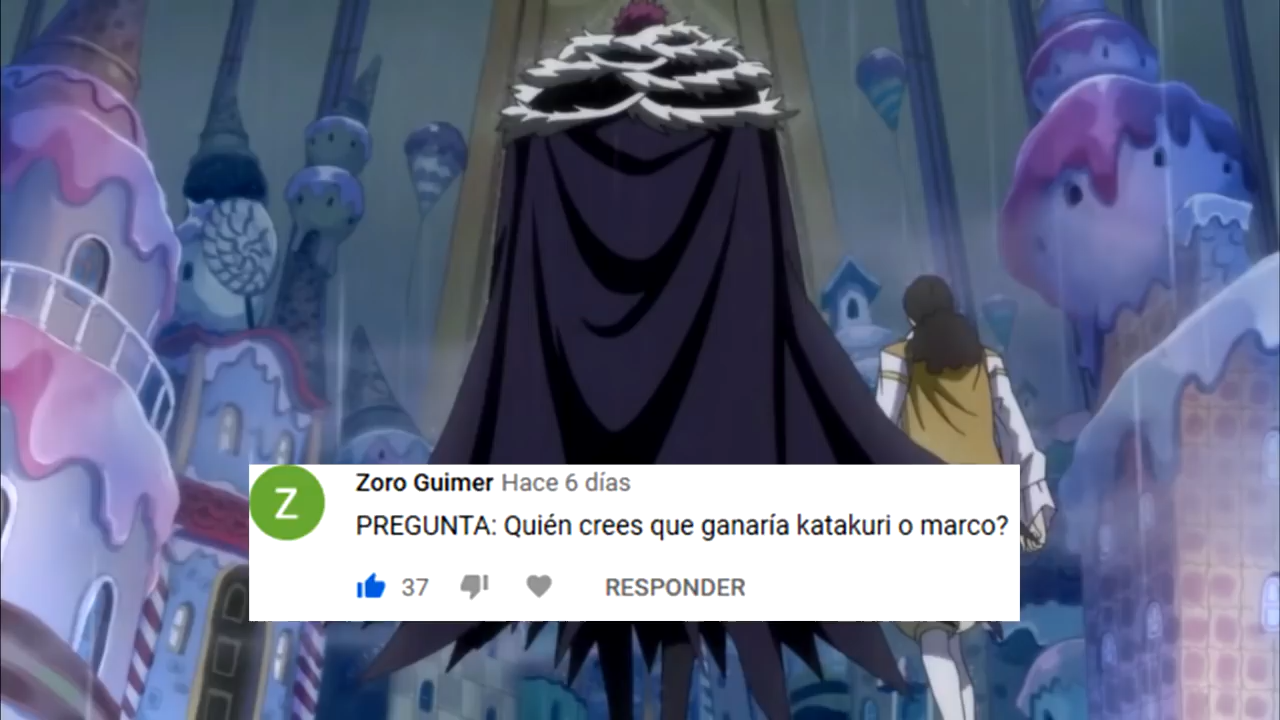 Z
Zoro Guimer Hace 6 días
PREGUNTA: Quién crees que ganaría katakuri o marco?
37
RESPONDER